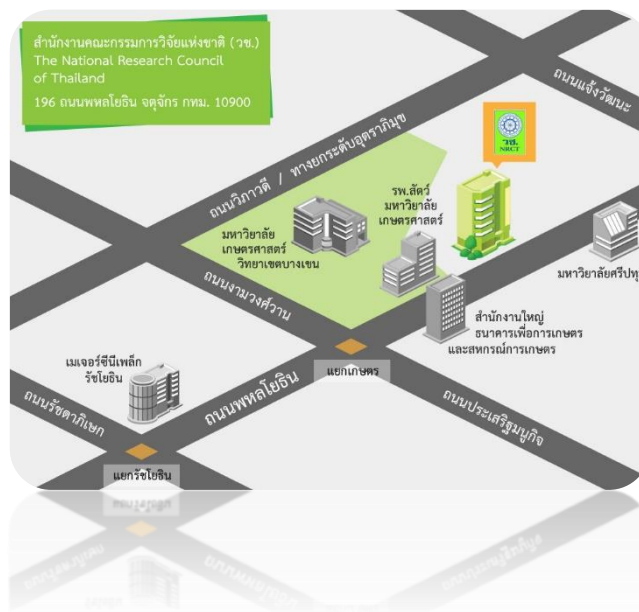 สำนักงานคณะกรรมการวิจัยแห่งชาติ (วช.)
The National Research Council
of Thailand
196 ถนนพหลโยธิน จตุจักร กทม. 10900
ถนนแจ้งวัฒนะ
ถนนวิภาวดี / ทางยกระดับอุตราภิมุข
วช.
NRCT
รพ.สัตว์
มหาวิทยาลัย
เกษตรศาสตร์
มหาวิทยาลัย
เกษตรศาสตร์
วิทยาเขตบางเขน
มหาวิทยาลัยศรีปทุ
ถนนงามวงศ์วาน
สำนักงานใหญ่
ธนาคารเพื่อการเกษตร
และสหกรณ์การเกษตร
เมเจอร์ซีนีเพล็ก
รัชโยธิน
แยกเกษตร
ถนนพหลโยธิน
ถนนรัชดาภิเษก
ถนนประเสริฐมนูกิจ
แยกรัชโยธิน